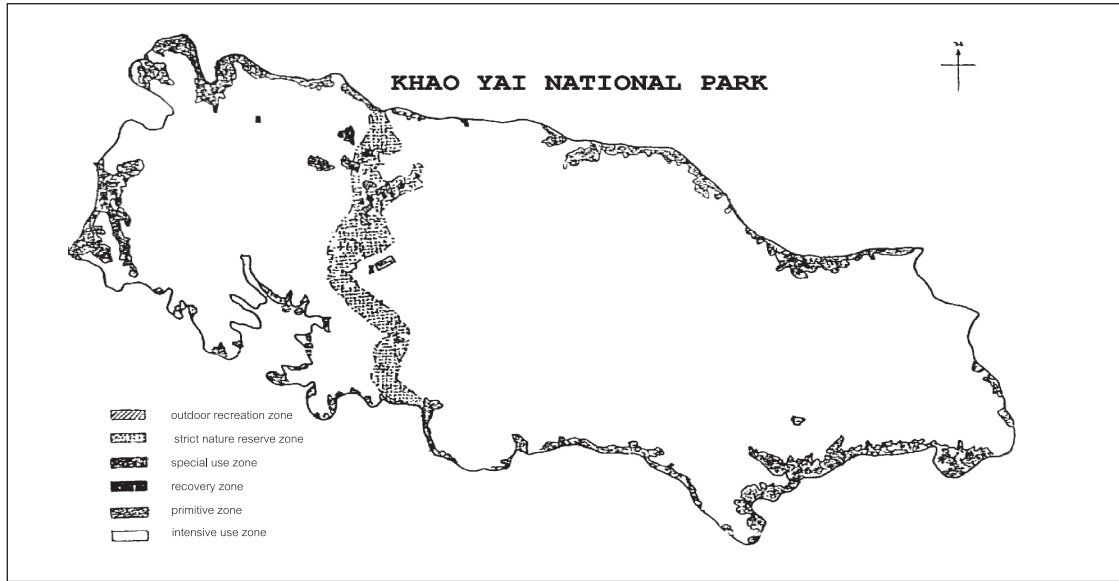 N
KHAO YAI NATIONAL PARK
outdoor recreation zone
strict nature reserve zone
special use zone
recovery zone
primitive zone
intensive use zone